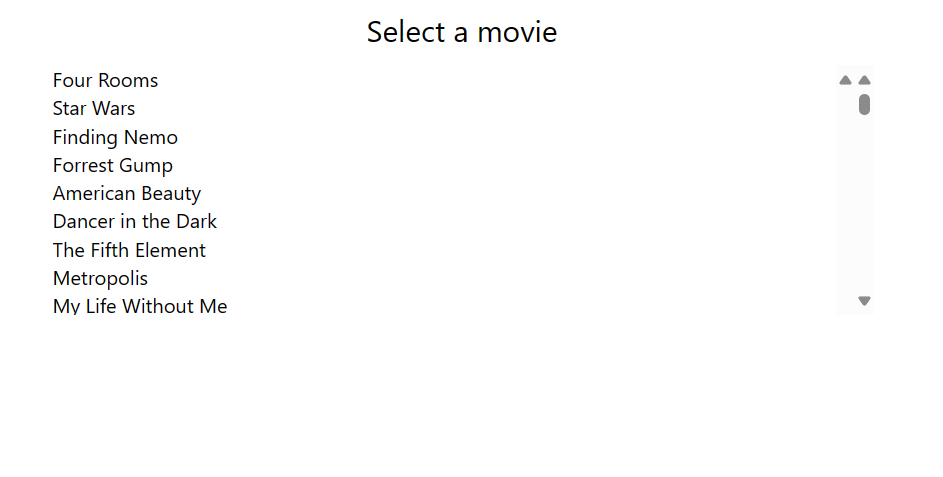 Select a movie
Four Rooms
Star Wars
Finding Nemo
Forrest Gump
American Beauty
Dancer in the Dark
The Fifth Element
Metropolis
My Life Without Me